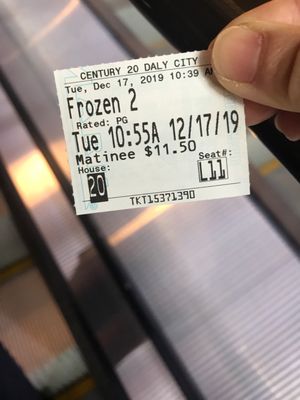 CENTURY 20 DALY CITY
Tue, Dec 17, 2019 10:39 A
Frozen 2
Rated: PG
Tue 10:55A 12/17/19
Matinee $11.50
House: Seat#:
20 L11
TKT15371390